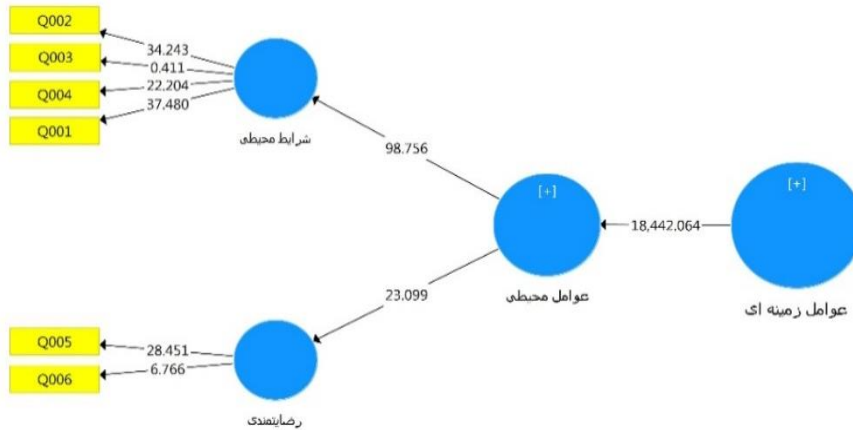 Q002
Q003
Q004
Q001
34.243
0.411
22.204
37.480
شرایط محیطی
98.756
[+]
عوامل محیطی
18,442.064
[+]
عوامل زمینه ای
23.099
Q005
Q006
28.451
6.766
رضایتمندی